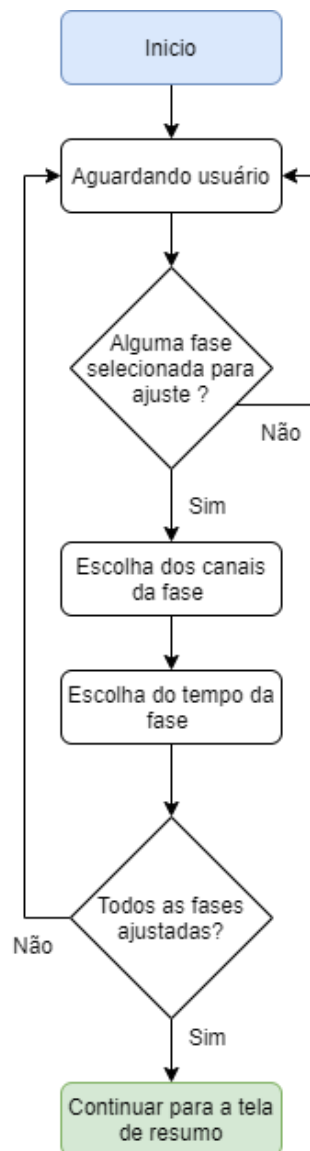 Inicio
Aguardando usuário
Alguma fase
selecionada para
ajuste ?
Não
Sim
Escolha dos canais
da fase
Escolha do tempo da
fase
Todos as fases
ajustadas?
Não
Sim
Continuar para a tela
de resumo